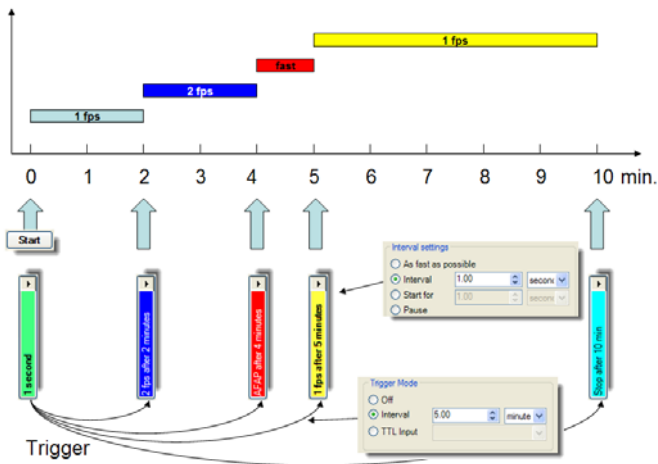 1 fps
fast
2 fps
1 fps
0 1 2 3 4 5 6 7 8 9 10 min.
Start
1 second
2 fps after 2 minutes
AFAP after 4 minutes
1 fps after 5 minutes
Stop after 10 min
Interval settings
As fast as possible
Interval 1.00 second
Start for 1.00 second
Pause
Trigger Mode
Off
Interval 5.00 minute
TTL Input
Trigger